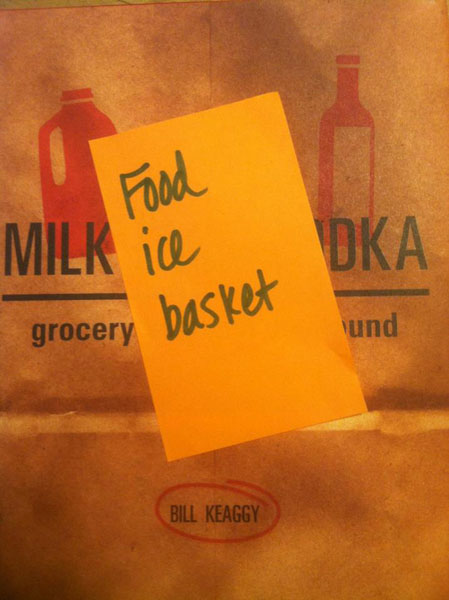 Food
ice
basket
MILK DKA
grocery und
BILL KEAGGY